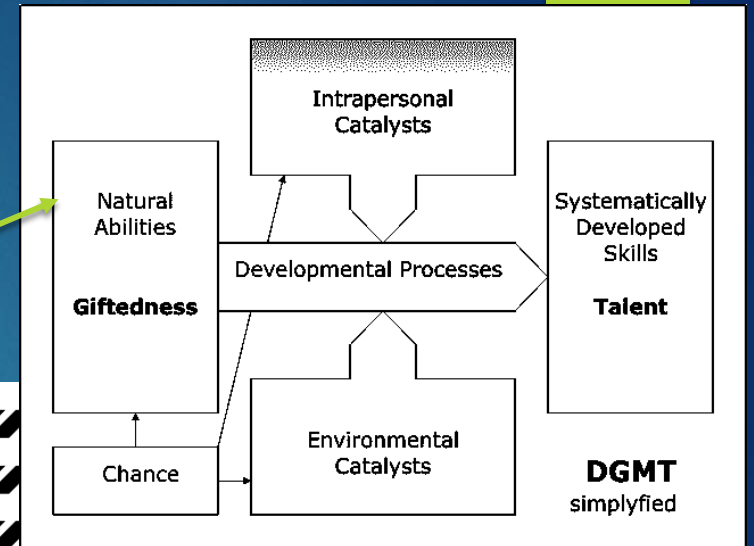 Intrapersonal
Catalysts
Natural
Abilities
Giftedness
Developmental Processes
Systematically
Developed
Skills
Talent
Chance
Environmental
Catalysts
DGMT
simplyfied